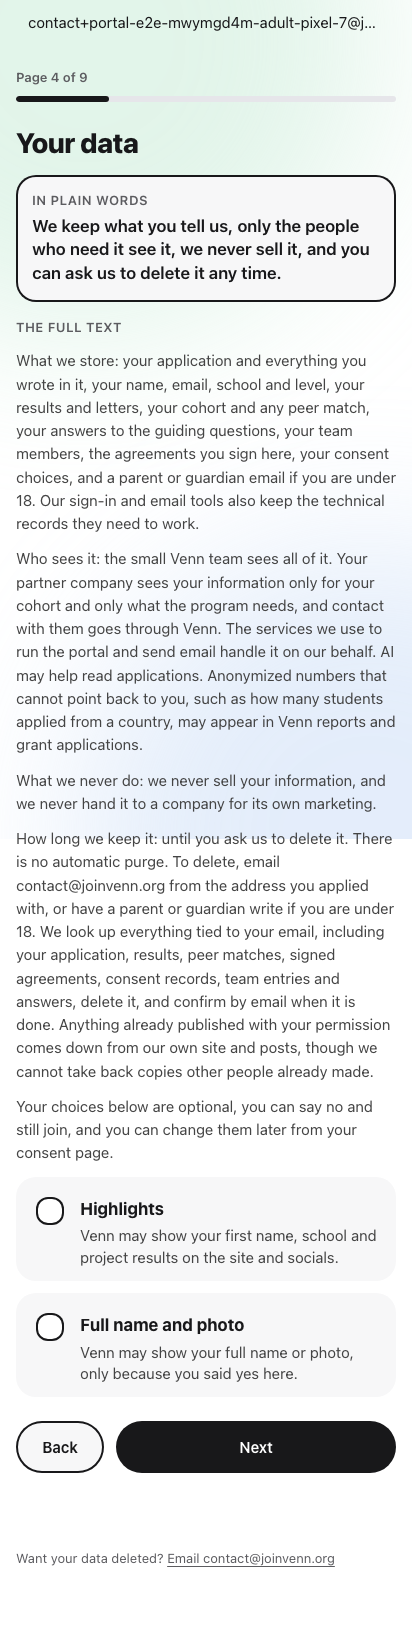 contact+portal-e2e-mwymgd4m-adult-pixel-7@j...
Page 4 of 9
Your data
IN PLAIN WORDS
We keep what you tell us, only the people
who need it see it, we never sell it, and you
can ask us to delete it any time.
THE FULL TEXT
What we store: your application and everything you
wrote in it, your name, email, school and level, your
results and letters, your cohort and any peer match,
your answers to the guiding questions, your team
members, the agreements you sign here, your consent
choices, and a parent or guardian email if you are under
18. Our sign-in and email tools also keep the technical
records they need to work.
Who sees it: the small Venn team sees all of it. Your
partner company sees your information only for your
cohort and only what the program needs, and contact
with them goes through Venn. The services we use to
run the portal and send email handle it on our behalf. AI
may help read applications. Anonymized numbers that
cannot point back to you, such as how many students
applied from a country, may appear in Venn reports and
grant applications.
What we never do: we never sell your information, and
we never hand it to a company for its own marketing.
How long we keep it: until you ask us to delete it. There
is no automatic purge. To delete, email
contact@joinvenn.org from the address you applied
with, or have a parent or guardian write if you are under
18. We look up everything tied to your email, including
your application, results, peer matches, signed
agreements, consent records, team entries and
answers, delete it, and confirm by email when it is
done. Anything already published with your permission
comes down from our own site and posts, though we
cannot take back copies other people already made.
Your choices below are optional, you can say no and
still join, and you can change them later from your
consent page.
Highlights
Venn may show your first name, school and
project results on the site and socials.
Full name and photo
Venn may show your full name or photo,
only because you said yes here.
Back
Next
Want your data deleted? Email contact@joinvenn.org